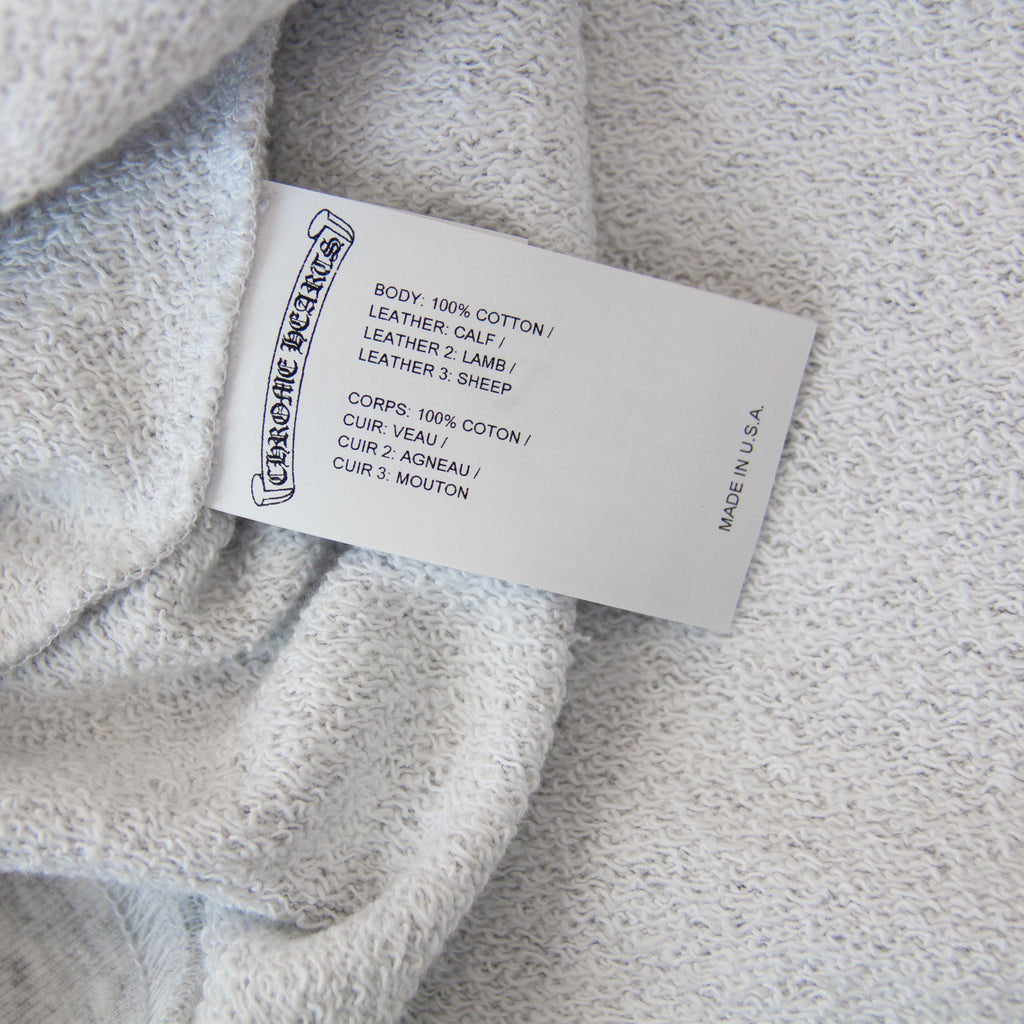 CHROME HEARTS
BODY: 100% COTTON /
LEATHER: CALF /
LEATHER 2: LAMB /
LEATHER 3: SHEEP
CORPS: 100% COTON /
CUIR: VEAU /
CUIR 2: AGNEAU /
CUIR 3: MOUTON
MADE IN U.S.A.